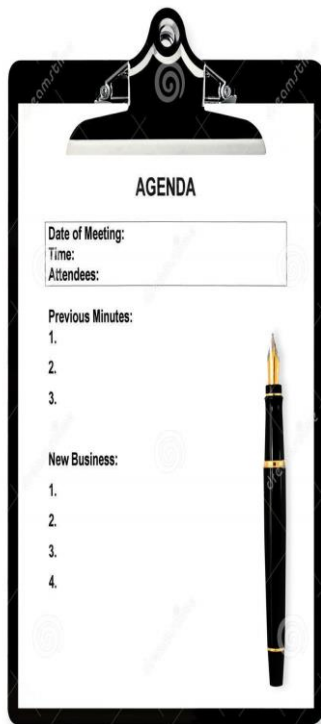 AGENDA
Date of Meeting:
Time:
Attendees:
Previous Minutes:
1.
2.
3.
New Business:
1.
2.
3.
4.